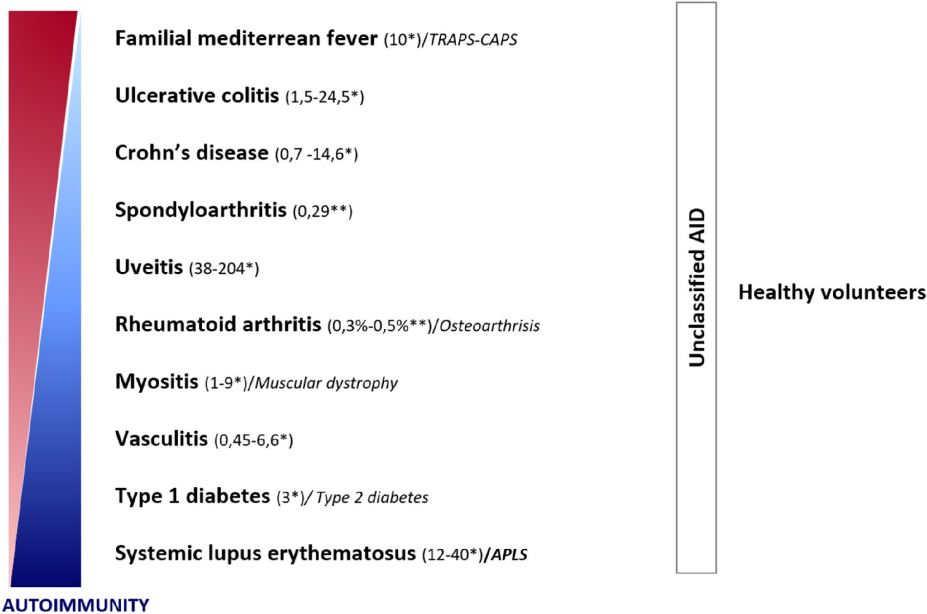 Familial mediterrean fever (10*)/TRAPS-CAPS
Ulcerative colitis (1,5-24,5*)
Crohn's disease (0,7 -14,6*)
Spondyloarthritis (0,29**)
Uveitis (38-204*)
Rheumatoid arthritis (0,3%-0,5%**)/Osteoarthrisis
Myositis (1-9*)/Muscular dystrophy
Vasculitis (0,45-6,6*)
Type 1 diabetes (3*)/ Type 2 diabetes
Systemic lupus erythematosus (12-40*)/APLS
AUTOIMMUNITY
Unclassified AID
Healthy volunteers